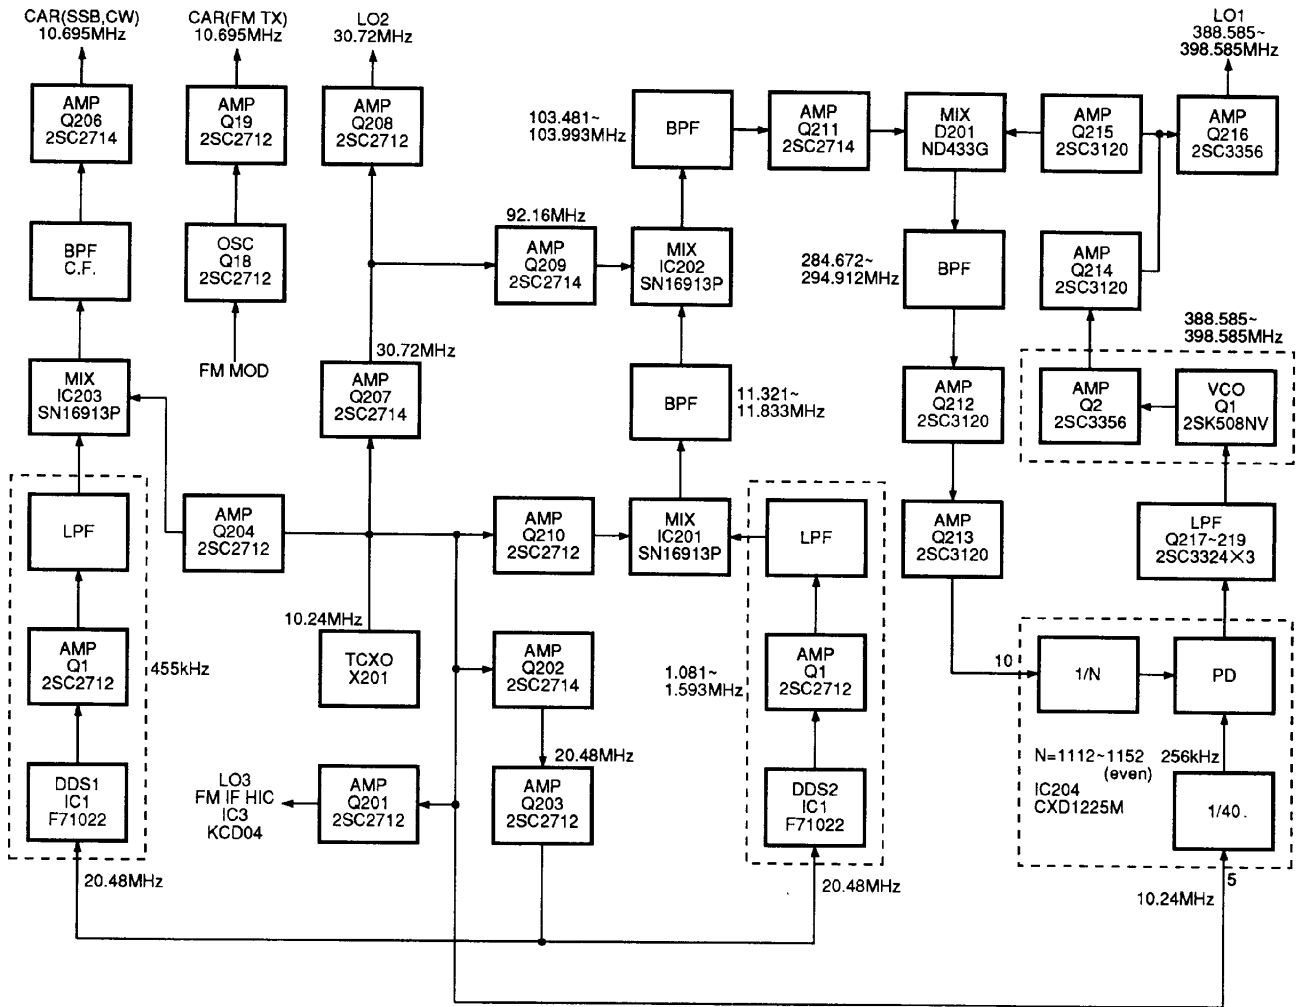 CAR(SSB,CW)
10.695MHz
CAR(FM TX)
10.695MHz
LO2
30.72MHz
LO1
388.585~
398.585MHz
AMP
Q206
2SC2714
AMP
Q19
2SC2712
AMP
Q208
2SC2712
103.481~
103.993MHz
BPF
AMP
Q211
2SC2714
MIX
D201
ND433G
AMP
Q215
2SC3120
AMP
Q216
2SC3356
BPF
C.F.
OSC
Q18
2SC2712
92.16MHz
AMP
Q209
2SC2714
MIX
IC202
SN16913P
284.672~
294.912MHz
BPF
AMP
Q214
2SC3120
388.585~
398.585MHz
MIX
IC203
SN16913P
FM MOD
30.72MHz
AMP
Q207
2SC2714
BPF
11.321~
11.833MHz
AMP
Q212
2SC3120
AMP
Q2
2SC3356
VCO
Q1
2SK508NV
LPF
AMP
Q204
2SC2712
AMP
Q210
2SC2712
MIX
IC201
SN16913P
LPF
AMP
Q213
2SC3120
LPF
Q217~219
2SC3324×3
AMP
Q1
2SC2712
455kHz
10.24MHz
TCXO
X201
AMP
Q202
2SC2714
1.081~
1.593MHz
AMP
Q1
2SC2712
10
1/N
PD
20.48MHz
N=1112~1152
(even)
256kHz
IC204
CXD1225M
DDS1
IC1
F71022
LO3
FM IF HIC
IC3
KCD04
AMP
Q201
2SC2712
AMP
Q203
2SC2712
DDS2
IC1
F71022
1/40.
20.48MHz
20.48MHz
10.24MHz
5